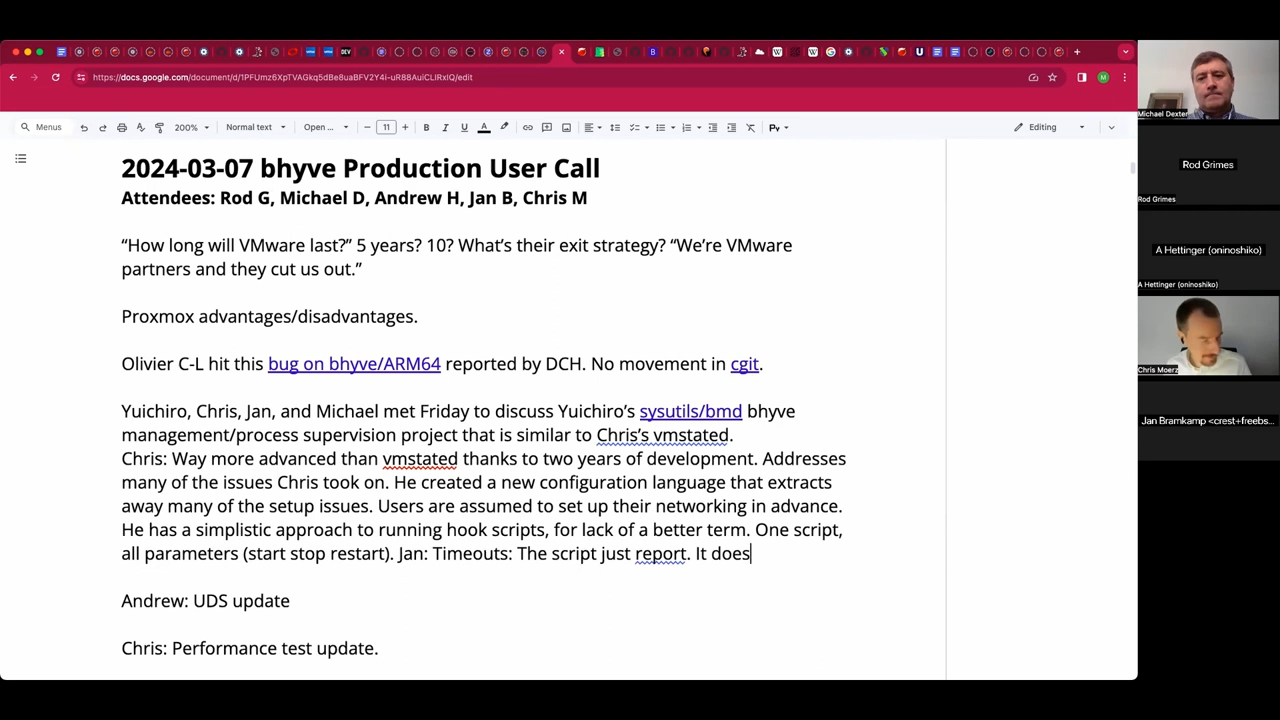 https://docs.google.com/document/d/1PFUmz6XpTVAGkq5dBe8uaBFV2Y4i-uR88AuiCLIRxIQ/edit
M
Menus
200%
Normal text
Open ...
11
Editing
2024-03-07 bhyve Production User Call
Attendees: Rod G, Michael D, Andrew H, Jan B, Chris M
“How long will VMware last?” 5 years? 10? What’s their exit strategy? “We’re VMware
partners and they cut us out.”
Proxmox advantages/disadvantages.
Olivier C-L hit this bug on bhyve/ARM64 reported by DCH. No movement in cgit.
Yuichiro, Chris, Jan, and Michael met Friday to discuss Yuichiro’s sysutils/bmd bhyve
management/process supervision project that is similar to Chris’s vmstated.
Chris: Way more advanced than vmstated thanks to two years of development. Addresses
many of the issues Chris took on. He created a new configuration language that extracts
away many of the setup issues. Users are assumed to set up their networking in advance.
He has a simplistic approach to running hook scripts, for lack of a better term. One script,
all parameters (start stop restart). Jan: Timeouts: The script just report. It does
Andrew: UDS update
Chris: Performance test update.
Michael Dexter
Rod Grimes
Rod Grimes
A Hettinger (oninoshiko)
A Hettinger (oninoshiko)
Chris Moerz
Jan Bramkamp <crest+freebs...